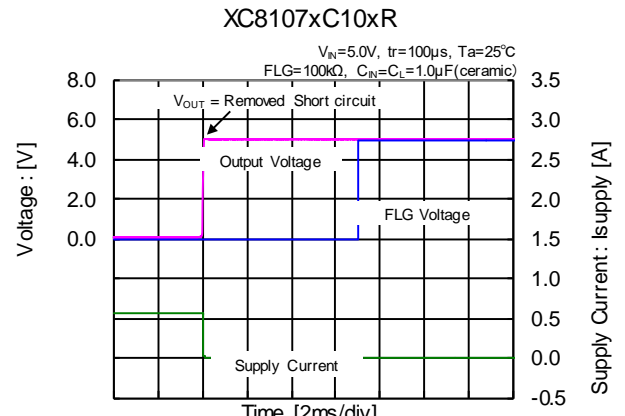 XC8107xC10xR
VIN=5.0V, tr=100μs, Ta=25°C
FLG=100kΩ, CIN=CL=1.0μF(ceramic)
8.0
6.0
4.0
2.0
0.0
Voltage : [V]
VOUT = Removed Short circuit
Output Voltage
FLG Voltage
Supply Current
3.5
3.0
2.5
2.0
1.5
1.0
0.5
0.0
-0.5
Supply Current : Isupply [A]
Time [2ms/div]